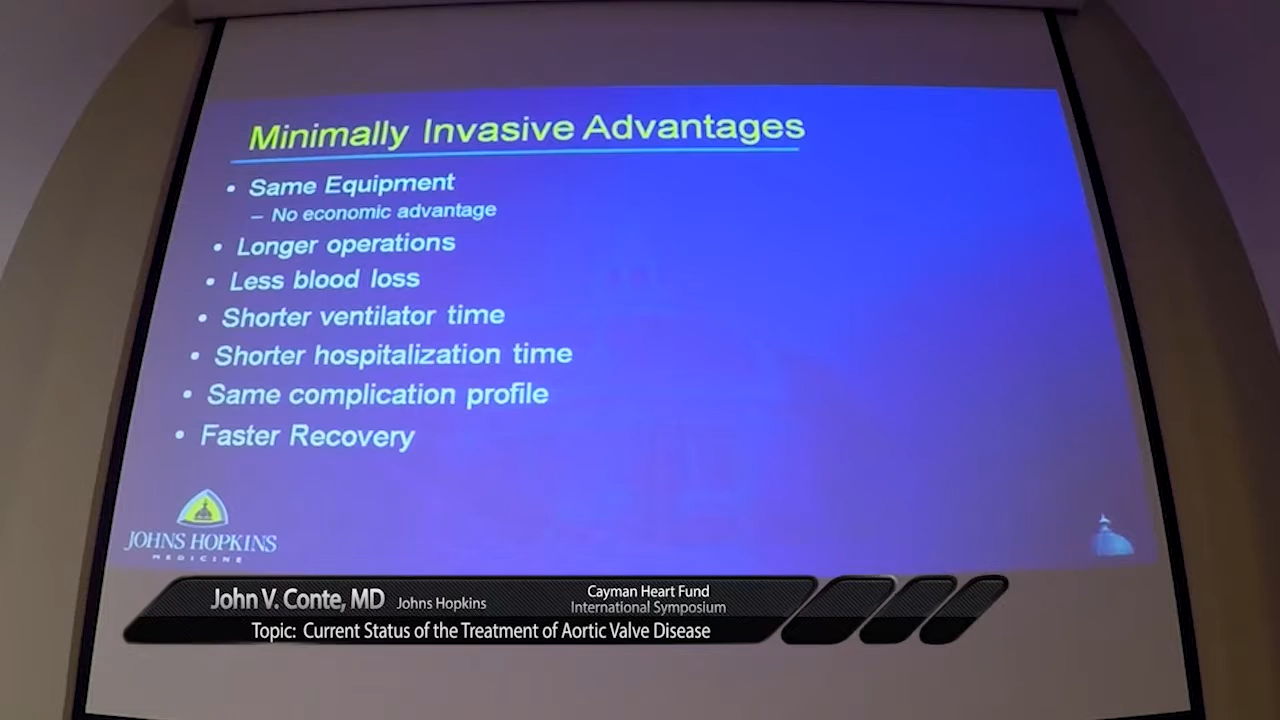 Minimally Invasive Advantages
• Same Equipment
– No economic advantage
• Longer operations
• Less blood loss
• Shorter ventilator time
• Shorter hospitalization time
• Same complication profile
• Faster Recovery
JOHNS HOPKINS
MEDICINE
John V. Conte, MD Johns Hopkins
Cayman Heart Fund
International Symposium
Topic: Current Status of the Treatment of Aortic Valve Disease